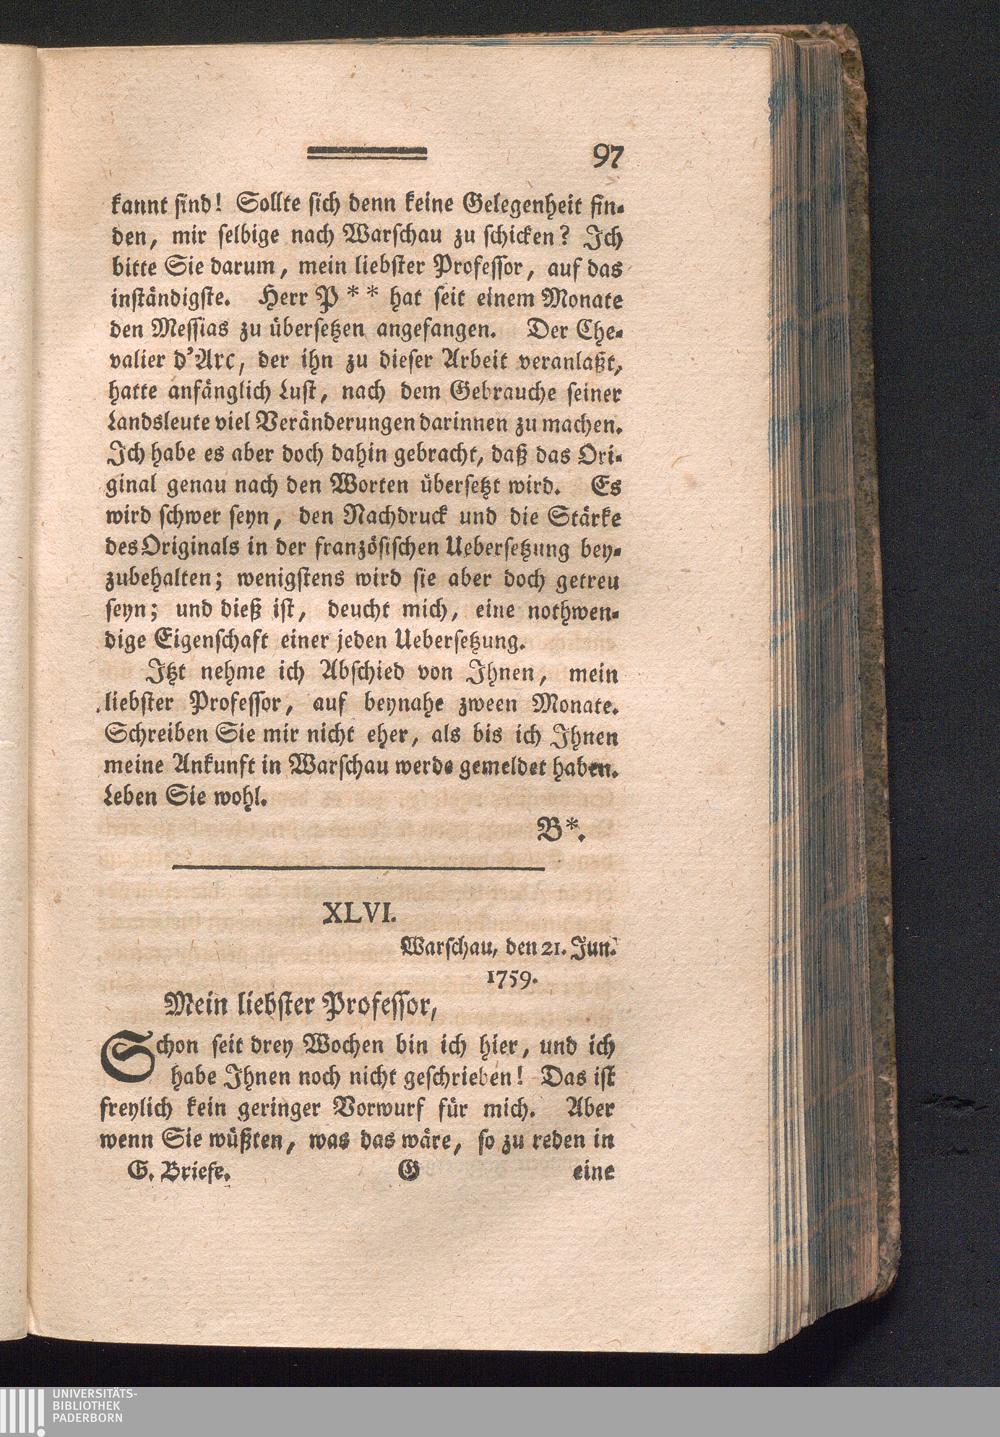 97
kannt sind! Sollte sich denn keine Gelegenheit fin-
den, mir selbige nach Warschau zu schicken? Ich
bitte Sie darum, mein liebster Professor, auf das
inständigste. Herr P * * hat seit einem Monate
den Messias zu übersetzen angefangen. Der Che-
valier d'Arc, der ihn zu dieser Arbeit veranlaßt,
hatte anfänglich Lust, nach dem Gebrauche seiner
Landsleute viel Veränderungen darinnen zu machen.
Ich habe es aber doch dahin gebracht, daß das Ori-
ginal genau nach den Worten übersetzt wird. Es
wird schwer seyn, den Nachdruck und die Stärke
des Originals in der französischen Uebersetzung bey-
zubehalten; wenigstens wird sie aber doch getreu
seyn; und dieß ist, deucht mich, eine nothwen-
dige Eigenschaft einer jeden Uebersetzung.
Itzt nehme ich Abschied von Ihnen, mein
liebster Professor, auf beynahe zween Monate.
Schreiben Sie mir nicht eher, als bis ich Ihnen
meine Ankunft in Warschau werde gemeldet haben.
Leben Sie wohl.
B*.
XLVI.
Warschau, den 21. Jun.
1759.
Mein liebster Professor,
Schon seit drey Wochen bin ich hier, und ich
habe Ihnen noch nicht geschrieben! Das ist
freylich kein geringer Vorwurf für mich. Aber
wenn Sie wüßten, was das wäre, so zu reden in
G. Briefe. G eine
UNIVERSITÄTS-
BIBLIOTHEK
PADERBORN